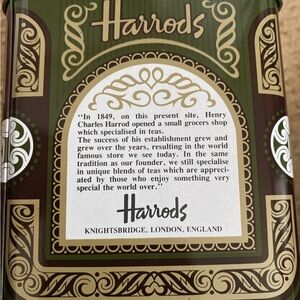 Harrods
"In 1849, on this present site, Henry
Charles Harrod opened a small grocers shop
which specialised in teas.
The success of his establishment grew and
grew over the years, resulting in the world
famous store we see today. In the same
tradition as our founder, we still specialise
in unique blends of teas which are appreci-
ated by those who enjoy something very
special the world over."
Harrods
KNIGHTSBRIDGE, LONDON, ENGLAND